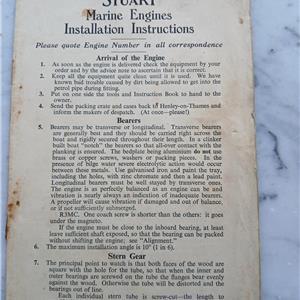 STUART
Marine Engines
Installation Instructions
Please quote Engine Number in all correspondence
Arrival of the Engine
1. As soon as the engine is delivered check the equipment by your
order and by the advice note to ascertain that it is correct.
2. Keep all the equipment quite clean until it is used. We have
known bad trouble caused by dirt being allowed to get into the
petrol pipe during fitting.
3. Put on one side the tools and Instruction Book to hand to the
owner.
4. Send the packing crate and cases back to Henley-on-Thames and
inform the makers of despatch. (At once—please!)
Bearers
5. Bearers may be transverse or longitudinal. Transverse bearers
are generally best and they should be carried right across the
boat and rigidly secured throughout their length. In a clinker
built boat "notch" the bearers so that all-over contact with the
planking is ensured. The bedplate being aluminium do not use
brass or copper screws, washers or packing pieces. In the
presence of bilge water severe electrolytic action would occur
between these metals. Use galvanised iron and paint the tray,
including the holes, with zinc chromate and then a lead paint.
Longitudinal bearers must be well stayed by transverse ones.
The engine is as perfectly balanced as an engine can be and
vibration is nearly always an indication of inadequate bearers.
A propeller will cause vibration if damaged and out of balance,
or if not sufficiently submerged.
R3MC. One coach screw is shorter than the others: it goes
under the magneto.
If the engine must be close to the inboard bearing, at least
leave sufficient shaft exposed, so that the bearing can be packed
without shifting the engine; see "Alignment."
6. The maximum installation angle is 10° (1 in 6).
Stern Gear
7. The principal point to watch is that both faces of the wood are
square with the hole for the tube, so that when the inner and
outer bearings are screwed on the tube the flanges bear evenly
against the wood. Otherwise the tube will be distorted and the
bearings out of line.
Each individual stern tube is screw-cut—the length to